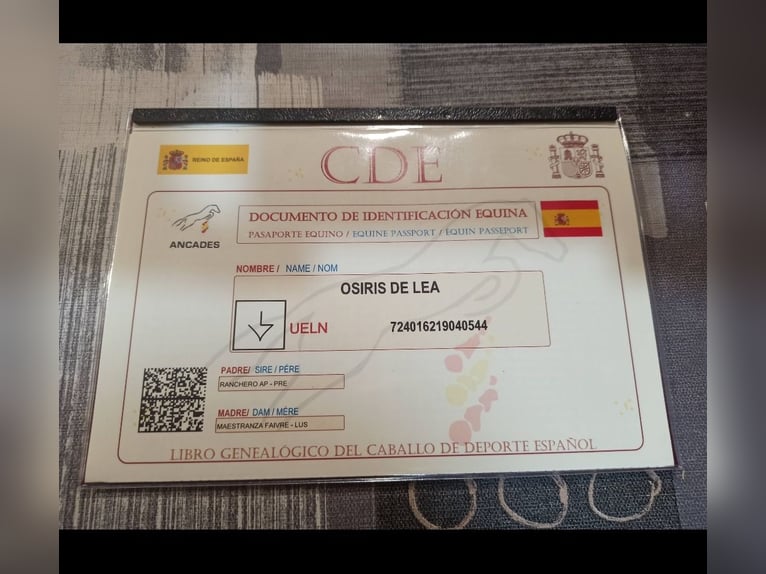 REINO DE ESPAÑA
CDE
ANCADES
DOCUMENTO DE IDENTIFICACIÓN EQUINA
PASAPORTE EQUINO / EQUINE PASSPORT / EQUIN PASSEPORT
NOMBRE / NAME / NOM
OSIRIS DE LEA
UELN 724016219040544
PADRE/ SIRE / PÈRE
RANCHERO AP - PRE
MADRE/ DAM / MÈRE
MAESTRANZA FAIVRE - LUS
LIBRO GENEALÓGICO DEL CABALLO DE DEPORTE ESPAÑOL